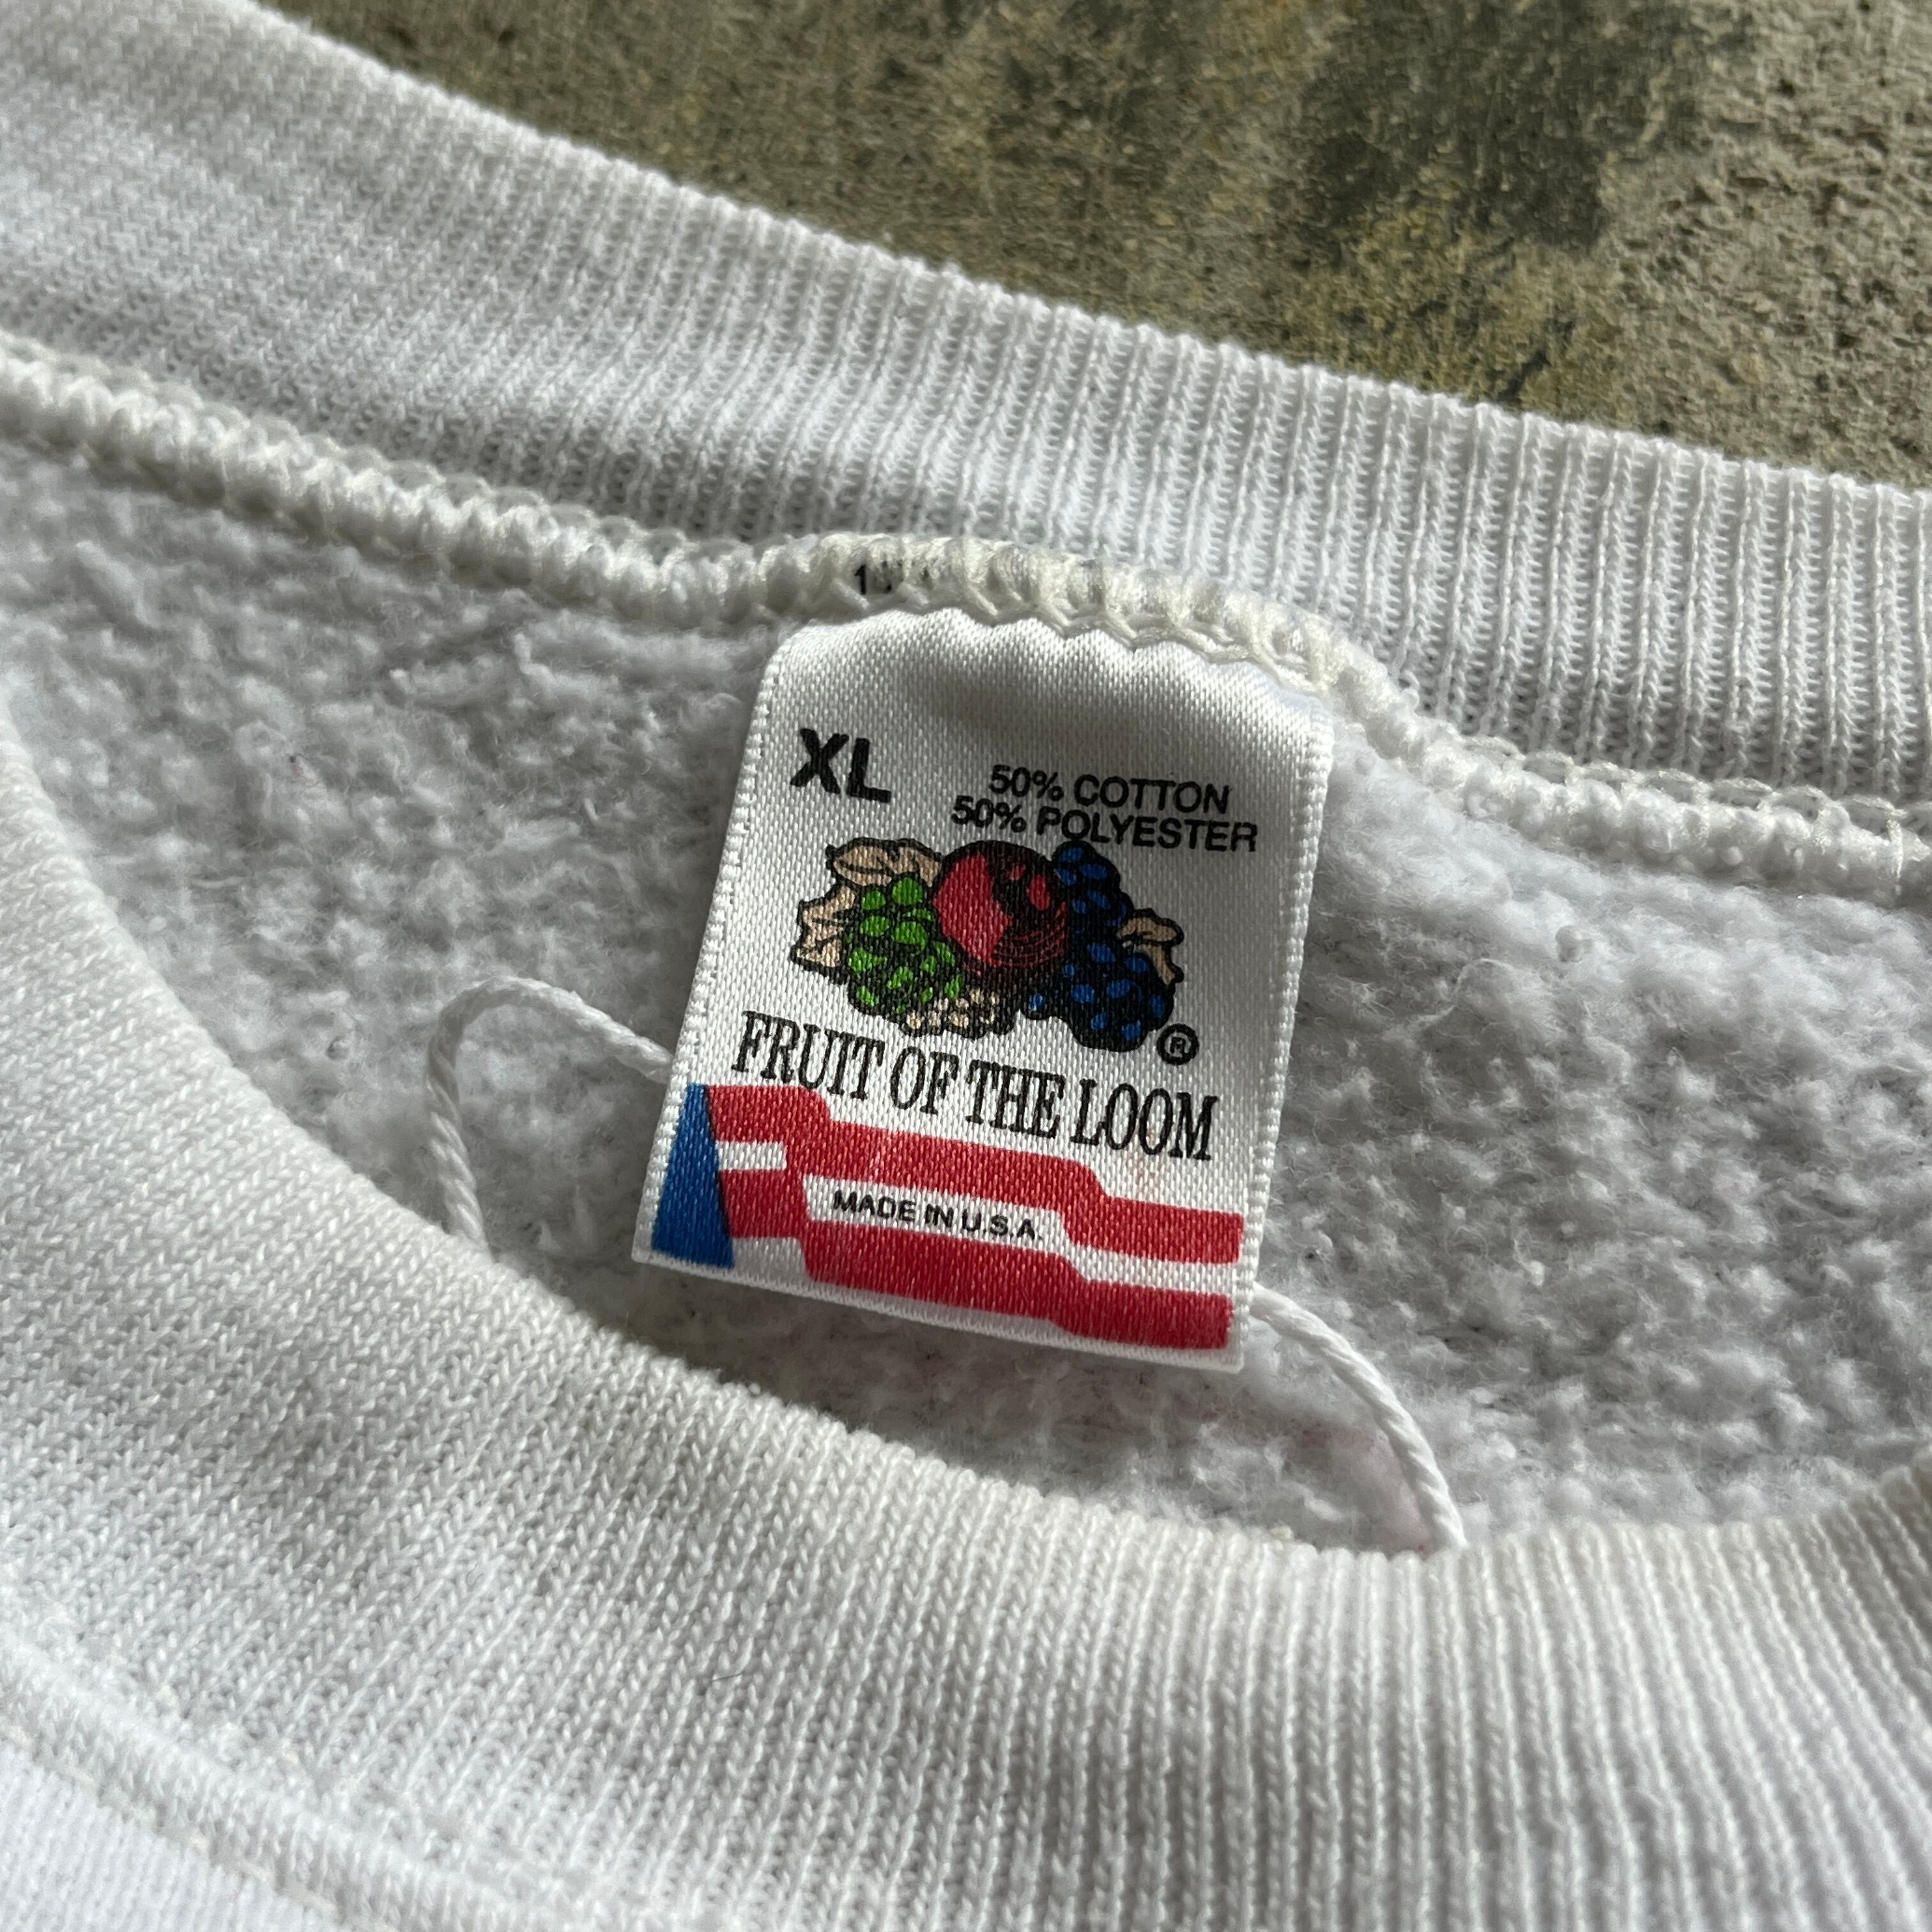 XL
50% COTTON
50% POLYESTER
®
FRUIT OF THE LOOM
MADE IN U.S.A.